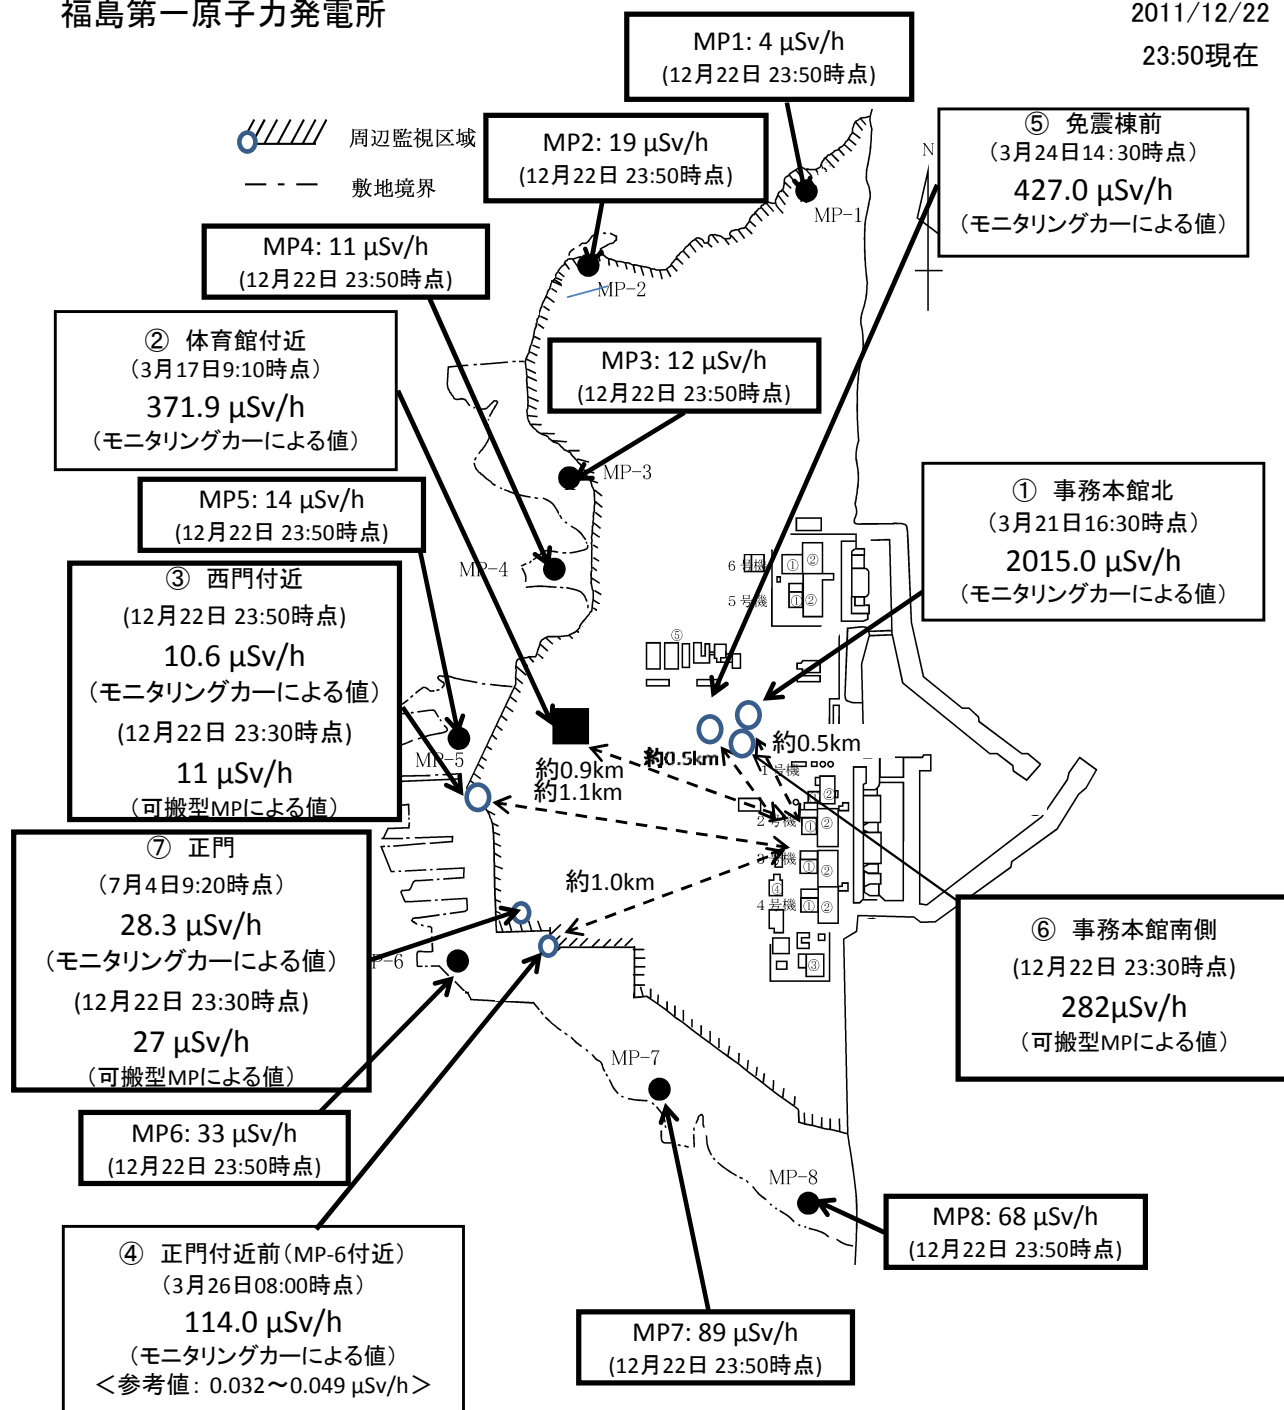 福島第一原子力発電所
2011/12/22
23:50現在
周辺監視区域
敷地境界
MP1: 4 μSv/h
(12月22日 23:50時点)
MP2: 19 μSv/h
(12月22日 23:50時点)
⑤ 免震棟前
(3月24日14:30時点)
427.0 μSv/h
(モニタリングカーによる値)
N
MP-1
MP4: 11 μSv/h
(12月22日 23:50時点)
MP-2
② 体育館付近
(3月17日9:10時点)
371.9 μSv/h
(モニタリングカーによる値)
MP3: 12 μSv/h
(12月22日 23:50時点)
MP-3
MP5: 14 μSv/h
(12月22日 23:50時点)
① 事務本館北
(3月21日16:30時点)
2015.0 μSv/h
(モニタリングカーによる値)
MP-4
③ 西門付近
(12月22日 23:50時点)
10.6 μSv/h
(モニタリングカーによる値)
(12月22日 23:30時点)
11 μSv/h
(可搬型MPによる値)
6号機
①
②
5号機
①
②
⑤
MP-5
約0.9km
約1.1km
約0.5km
約0.5km
1号機
②
2号機
①
②
3号機
①
②
④
4号機
①
②
③
約1.0km
⑦ 正門
(7月4日9:20時点)
28.3 μSv/h
(モニタリングカーによる値)
(12月22日 23:30時点)
27 μSv/h
(可搬型MPによる値)
P-6
⑥ 事務本館南側
(12月22日 23:30時点)
282μSv/h
(可搬型MPによる値)
MP-7
MP6: 33 μSv/h
(12月22日 23:50時点)
MP-8
MP8: 68 μSv/h
(12月22日 23:50時点)
④ 正門付近前(MP-6付近)
(3月26日08:00時点)
114.0 μSv/h
(モニタリングカーによる値)
<参考値: 0.032~0.049 μSv/h>
MP7: 89 μSv/h
(12月22日 23:50時点)